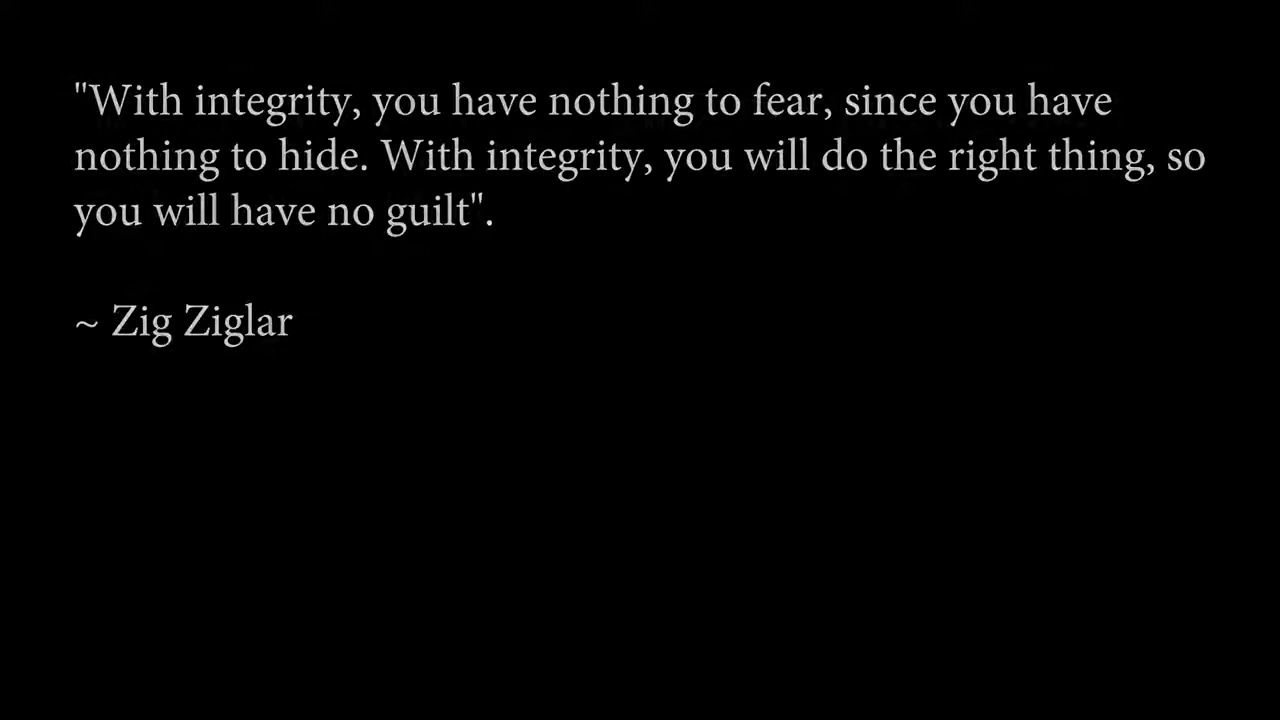 "With integrity, you have nothing to fear, since you have
nothing to hide. With integrity, you will do the right thing, so
you will have no guilt".
~ Zig Ziglar